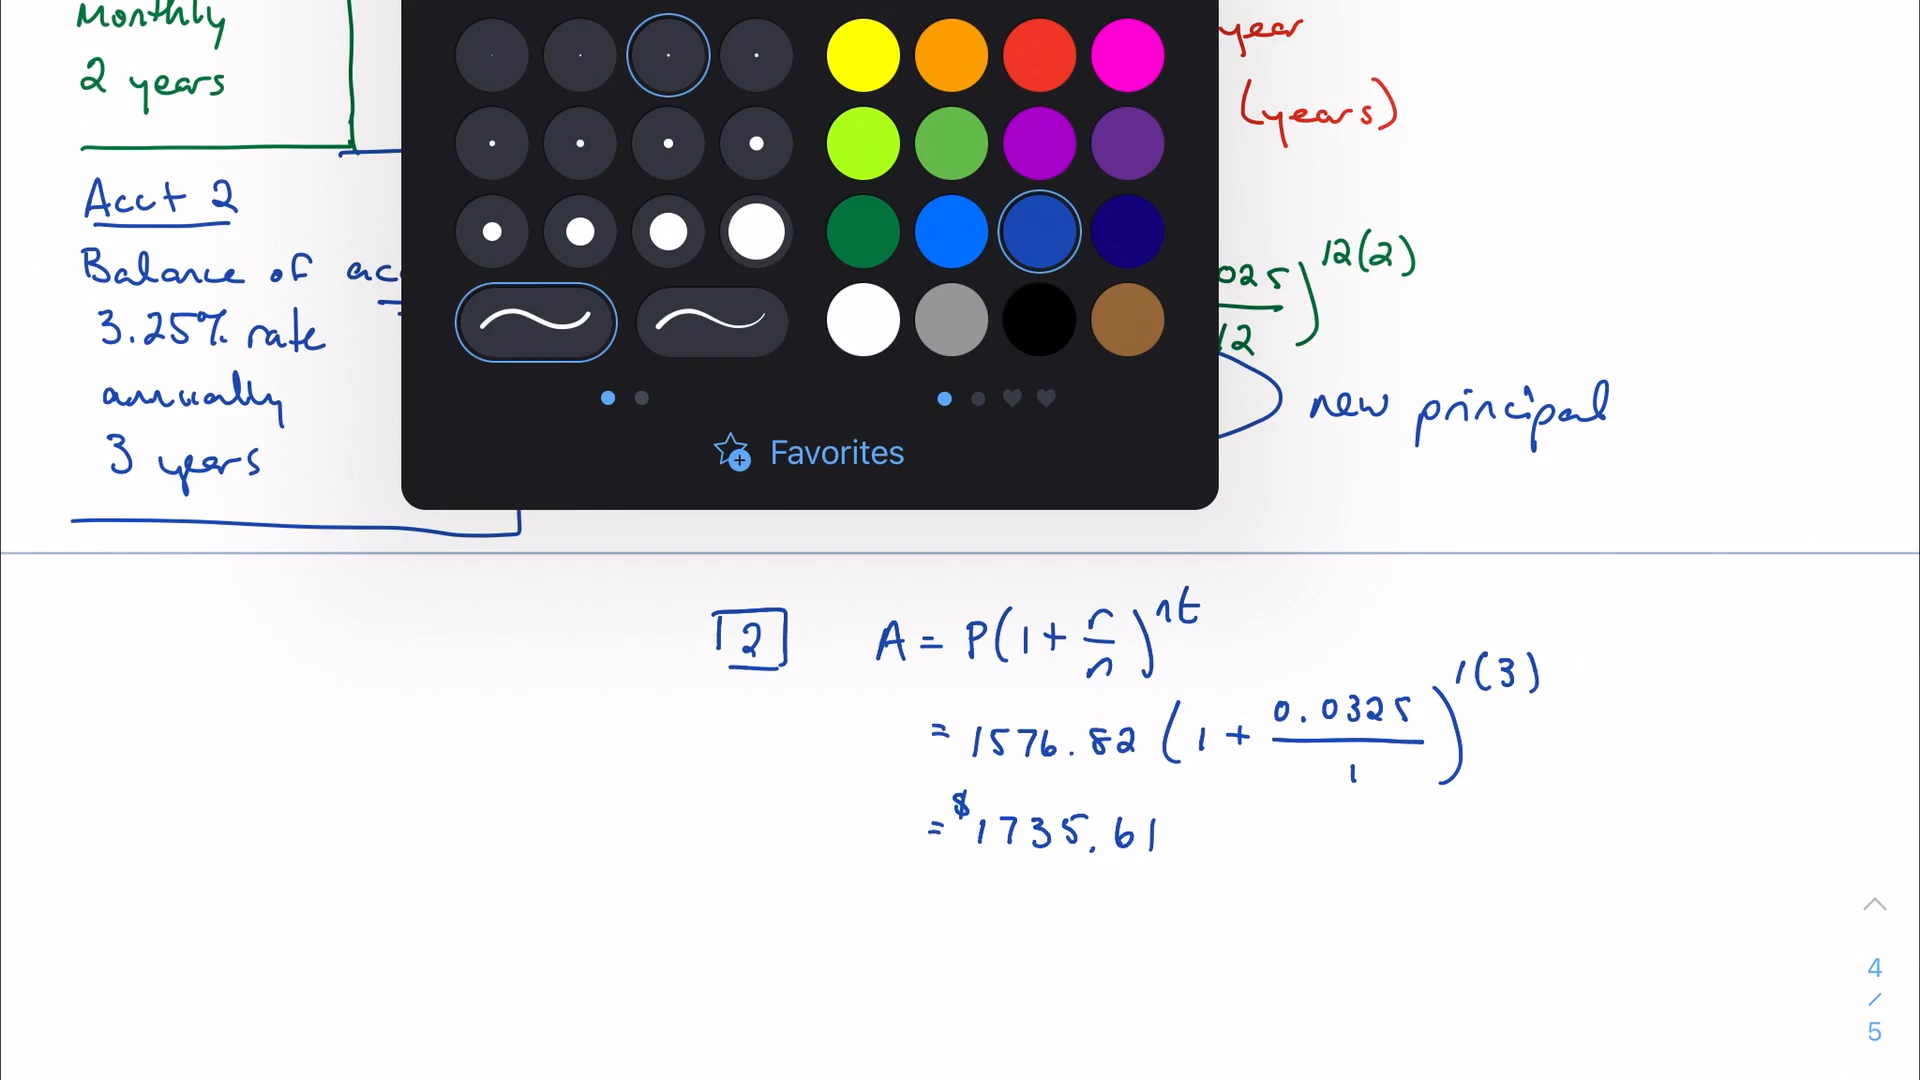 Monthly
2 years
year
(years)
Acct 2
Balance of
3.25% rate
annually
3 years
025
12
12(2)
new principal
Favorites
2
A = P(1 + r/n)^nt
= 1576.82 (1 + 0.0325/1)^1(3)
= $1735.61
4
/
5